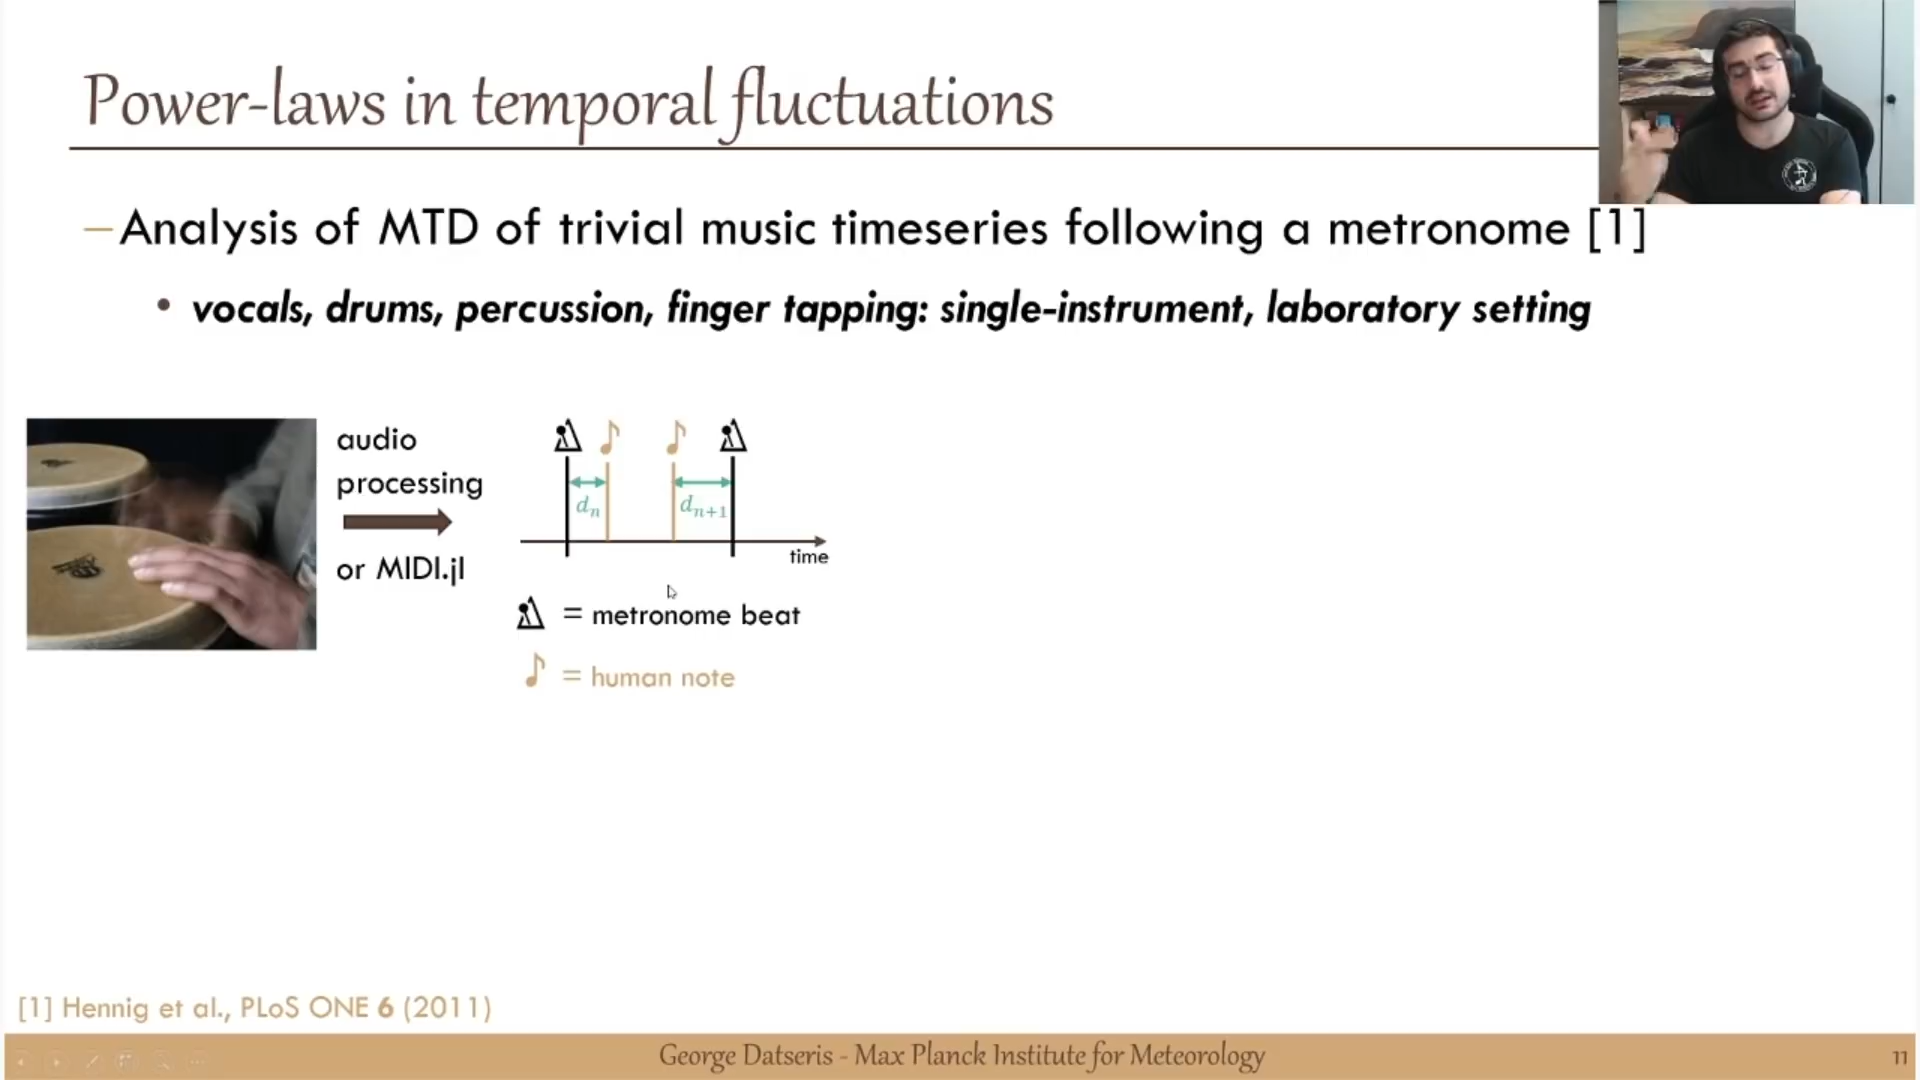 Power-laws in temporal fluctuations
–Analysis of MTD of trivial music timeseries following a metronome [1]
• vocals, drums, percussion, finger tapping: single-instrument, laboratory setting
audio
processing
or MIDI.jl
dₙ
dₙ₊₁
time
= metronome beat
= human note
[1] Hennig et al., PLoS ONE 6 (2011)
George Datseris - Max Planck Institute for Meteorology
11